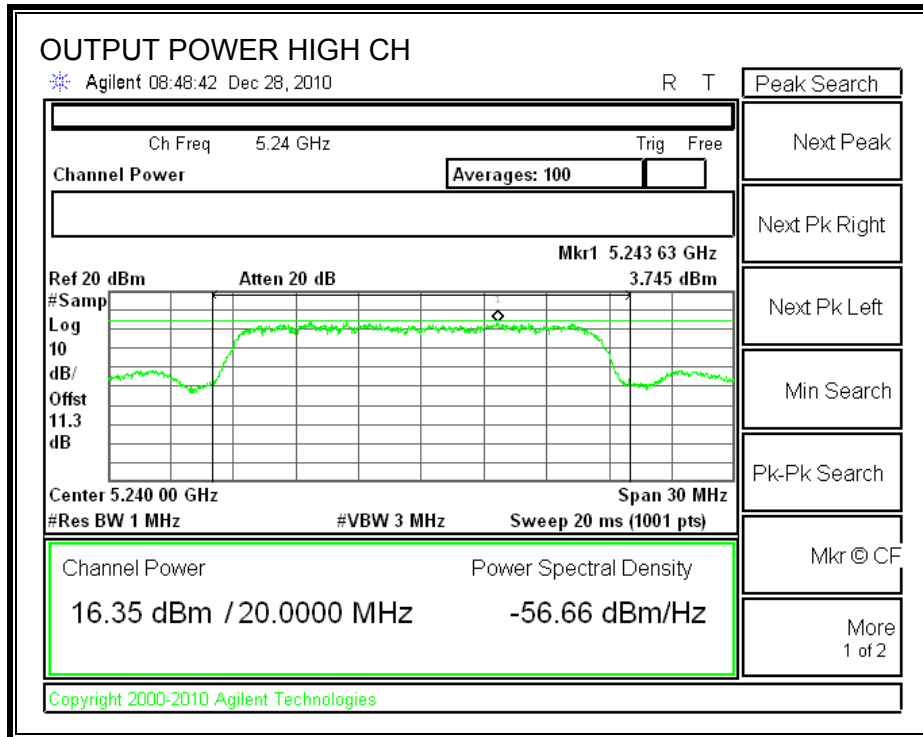 OUTPUT POWER HIGH CH
Agilent 08:48:42 Dec 28, 2010 R T
Peak Search
Ch Freq 5.24 GHz Trig Free
Next Peak
Channel Power Averages: 100
Next Pk Right
Mkr1 5.243 63 GHz
Ref 20 dBm Atten 20 dB 3.745 dBm
#Samp
1
Next Pk Left
Log
10
dB/
Offst
Min Search
11.3
dB
Pk-Pk Search
Center 5.240 00 GHz Span 30 MHz
#Res BW 1 MHz #VBW 3 MHz Sweep 20 ms (1001 pts)
Mkr © CF
Channel Power Power Spectral Density
16.35 dBm / 20.0000 MHz -56.66 dBm/Hz
More
1 of 2
Copyright 2000-2010 Agilent Technologies